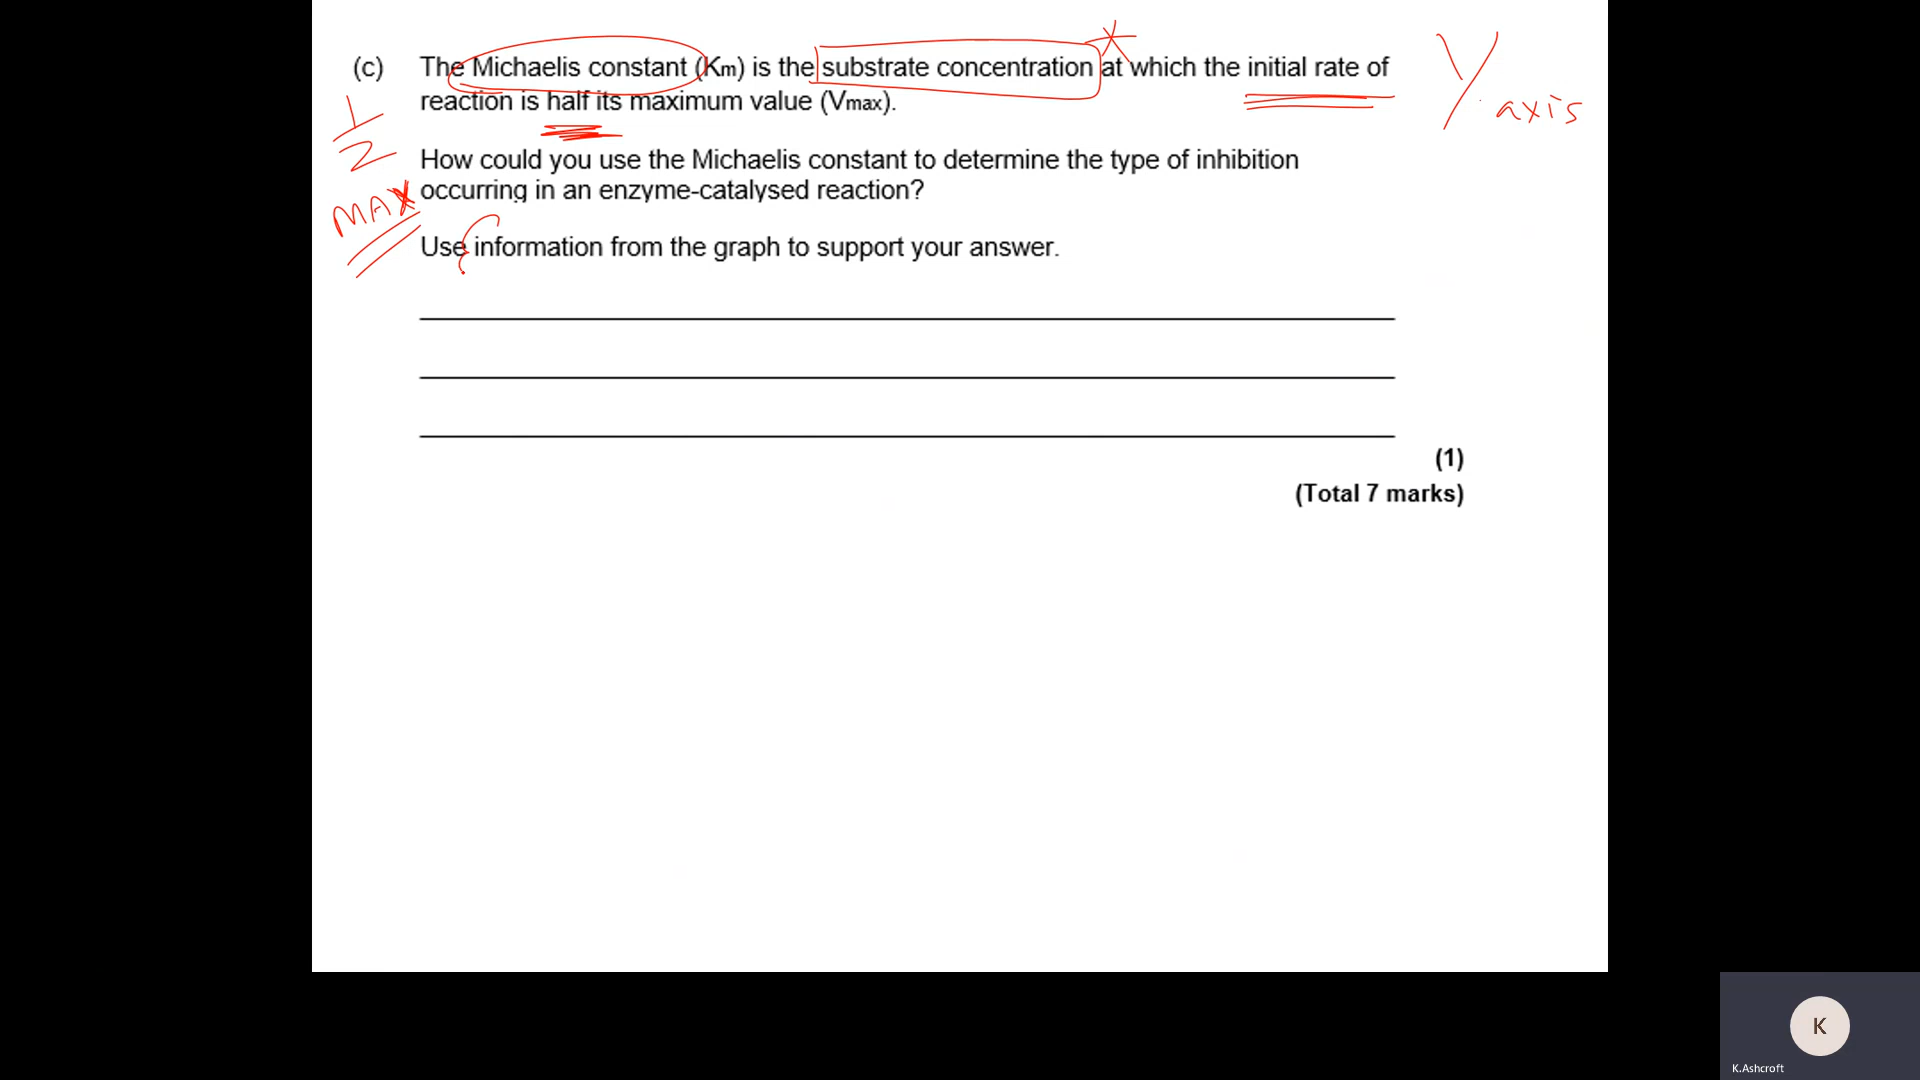 (c) The Michaelis constant (Km) is the substrate concentration at which the initial rate of
reaction is half its maximum value (Vmax).
Y axis
1/2
MAX
How could you use the Michaelis constant to determine the type of inhibition
occurring in an enzyme-catalysed reaction?
Use information from the graph to support your answer.
(1)
(Total 7 marks)
K
K.Ashcroft